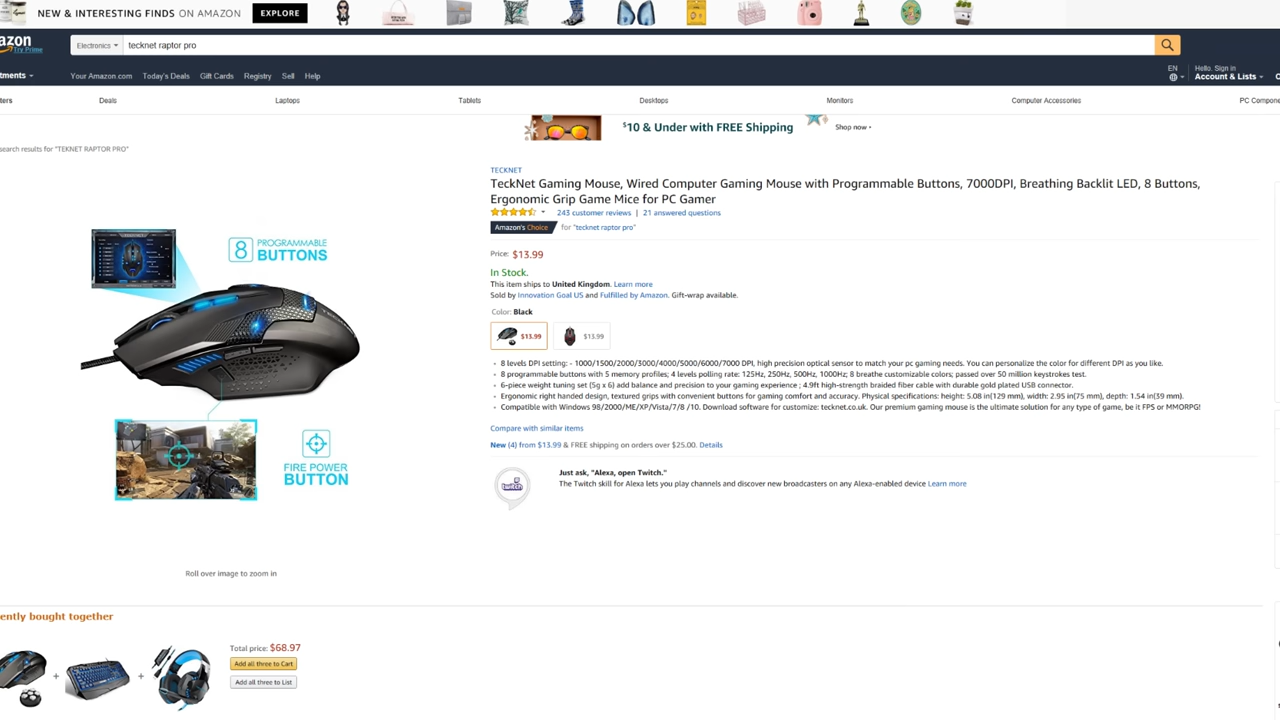 NEW & INTERESTING FINDS ON AMAZON EXPLORE
azon
Try Prime
Electronics
tecknet raptor pro
tments
Your Amazon.com Today's Deals Gift Cards Registry Sell Help
EN
Hello. Sign in
Account & Lists
ters Deals Laptops Tablets Desktops Monitors Computer Accessories PC Compone
$10 & Under with FREE Shipping
Shop now
search results for "TEKNET RAPTOR PRO"
TECKNET
TeckNet Gaming Mouse, Wired Computer Gaming Mouse with Programmable Buttons, 7000DPI, Breathing Backlit LED, 8 Buttons,
Ergonomic Grip Game Mice for PC Gamer
243 customer reviews | 21 answered questions
Amazon's Choice for "tecknet raptor pro"
Price: $13.99
In Stock.
This item ships to United Kingdom. Learn more
Sold by Innovation Goal US and Fulfilled by Amazon. Gift-wrap available.
Color: Black
$13.99 $13.99
• 8 levels DPI setting: - 1000/1500/2000/3000/4000/5000/6000/7000 DPI, high precision optical sensor to match your pc gaming needs. You can personalize the color for different DPI as you like.
• 8 programmable buttons with 5 memory profiles; 4 levels polling rate: 125Hz, 250Hz, 500Hz, 1000Hz; 8 breathe customizable colors; passed over 50 million keystrokes test.
• 6-piece weight tuning set (5g x 6) add balance and precision to your gaming experience ; 4.9ft high-strength braided fiber cable with durable gold plated USB connector.
• Ergonomic right handed design, textured grips with convenient buttons for gaming comfort and accuracy. Physical specifications: height: 5.08 in(129 mm), width: 2.95 in(75 mm), depth: 1.54 in(39 mm).
• Compatible with Windows 98/2000/ME/XP/Vista/7/8 /10. Download software for customize: tecknet.co.uk. Our premium gaming mouse is the ultimate solution for any type of game, be it FPS or MMORPG!
Compare with similar items
New (4) from $13.99 & FREE shipping on orders over $25.00. Details
twitch
Just ask, "Alexa, open Twitch."
The Twitch skill for Alexa lets you play channels and discover new broadcasters on any Alexa-enabled device Learn more
8 PROGRAMMABLE
BUTTONS
FIRE POWER
BUTTON
Roll over image to zoom in
ently bought together
Total price: $68.97
+ +
Add all three to Cart
Add all three to List